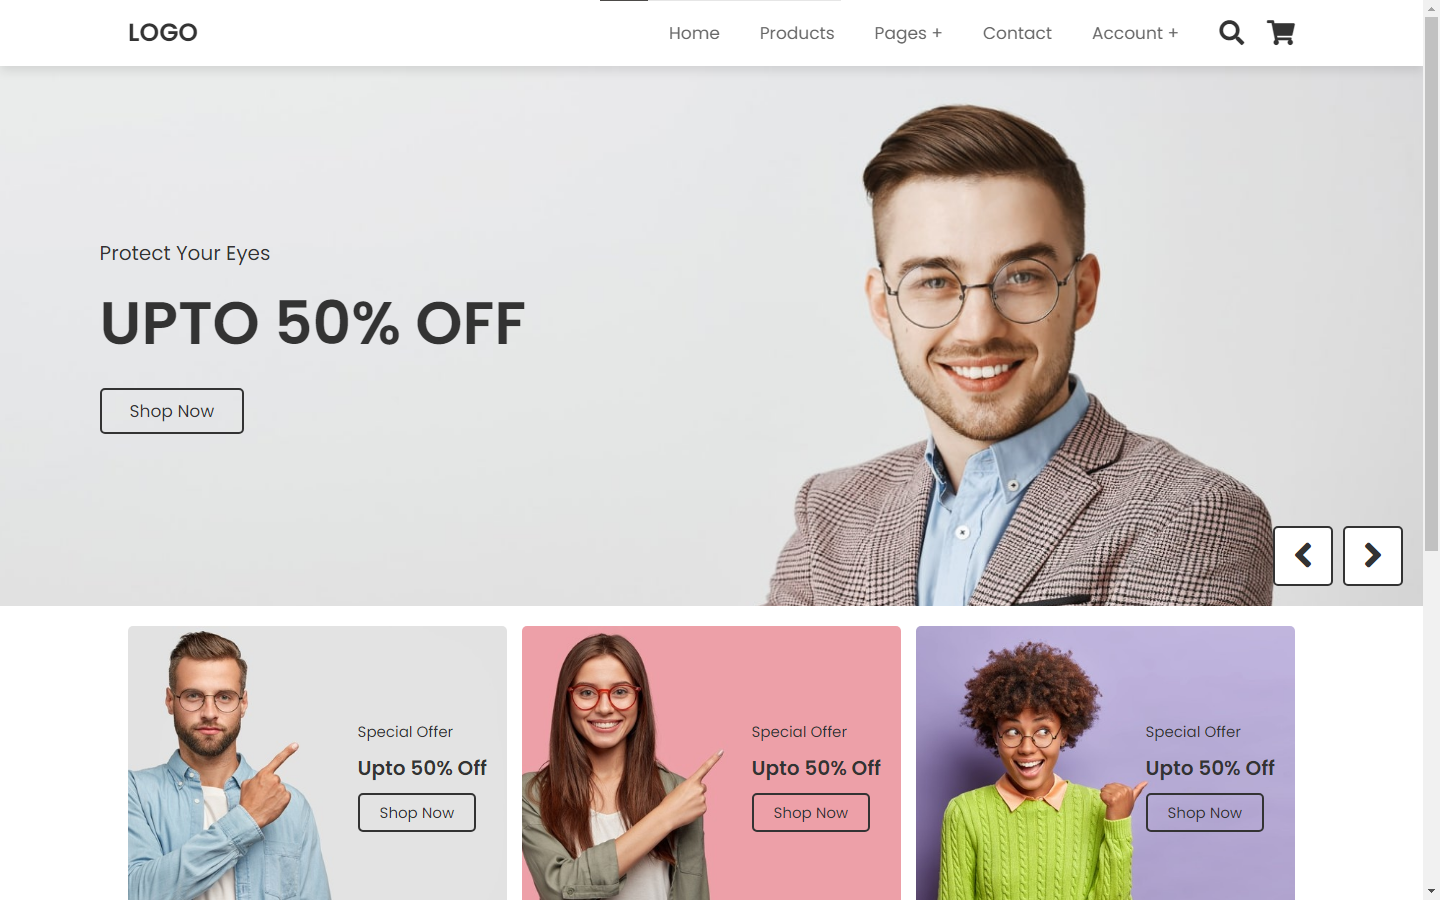 LOGO
Home Products Pages + Contact Account +
Protect Your Eyes
UPTO 50% OFF
Shop Now
Special Offer
Upto 50% Off
Shop Now
Special Offer
Upto 50% Off
Shop Now
Special Offer
Upto 50% Off
Shop Now